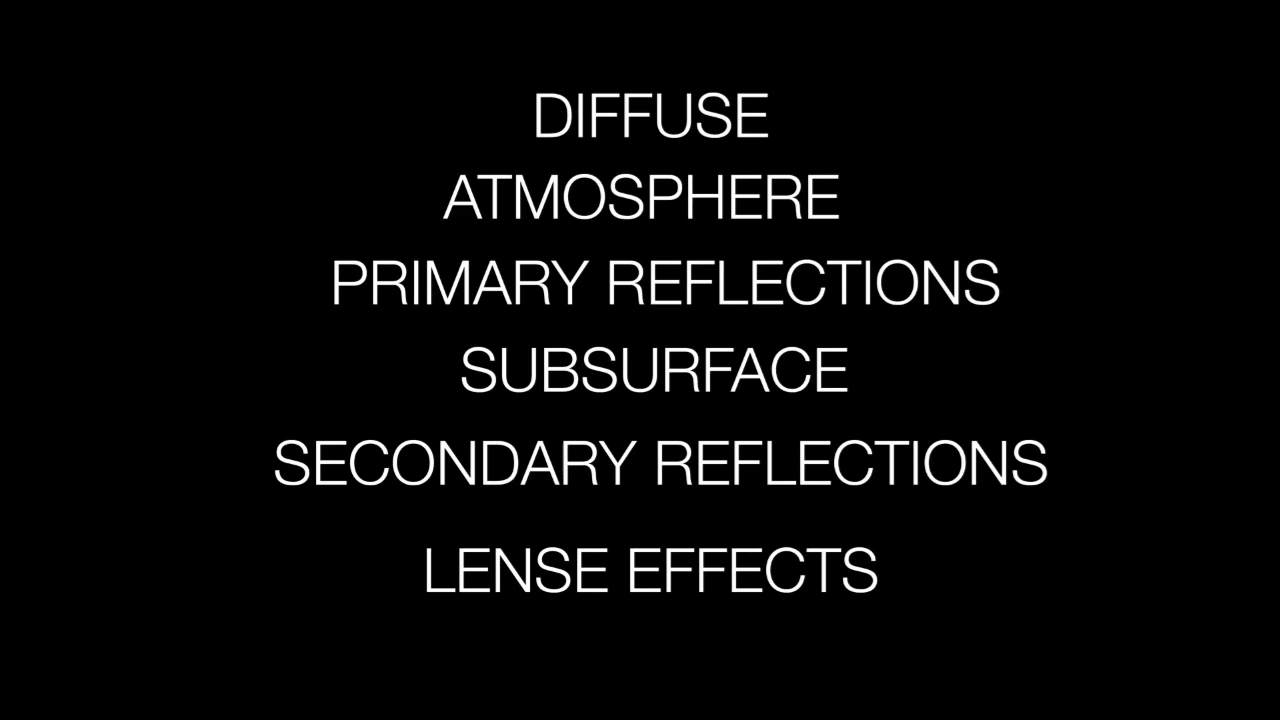 DIFFUSE
ATMOSPHERE
PRIMARY REFLECTIONS
SUBSURFACE
SECONDARY REFLECTIONS
LENSE EFFECTS